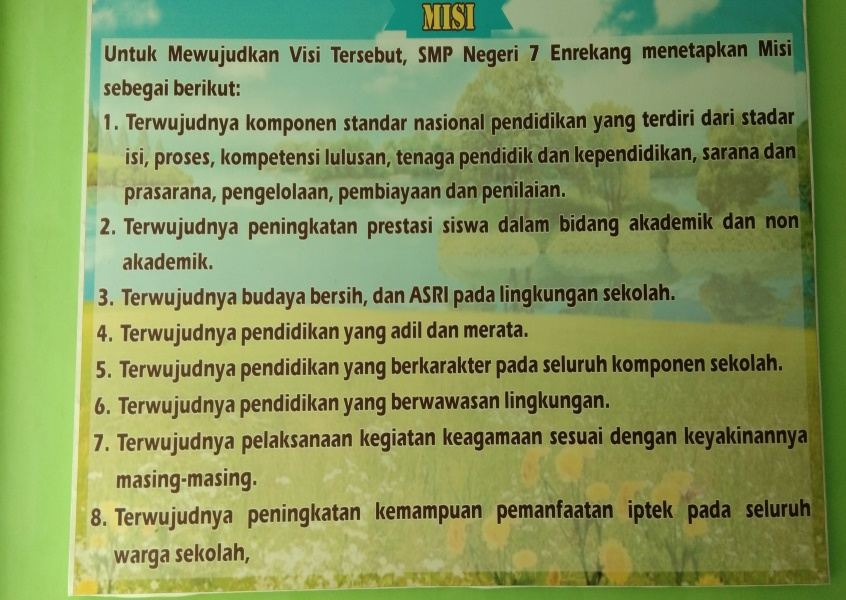 MISI
Untuk Mewujudkan Visi Tersebut, SMP Negeri 7 Enrekang menetapkan Misi
sebegai berikut:
1. Terwujudnya komponen standar nasional pendidikan yang terdiri dari stadar
isi, proses, kompetensi lulusan, tenaga pendidik dan kependidikan, sarana dan
prasarana, pengelolaan, pembiayaan dan penilaian.
2. Terwujudnya peningkatan prestasi siswa dalam bidang akademik dan non
akademik.
3. Terwujudnya budaya bersih, dan ASRI pada lingkungan sekolah.
4. Terwujudnya pendidikan yang adil dan merata.
5. Terwujudnya pendidikan yang berkarakter pada seluruh komponen sekolah.
6. Terwujudnya pendidikan yang berwawasan lingkungan.
7. Terwujudnya pelaksanaan kegiatan keagamaan sesuai dengan keyakinannya
masing-masing.
8. Terwujudnya peningkatan kemampuan pemanfaatan iptek pada seluruh
warga sekolah,